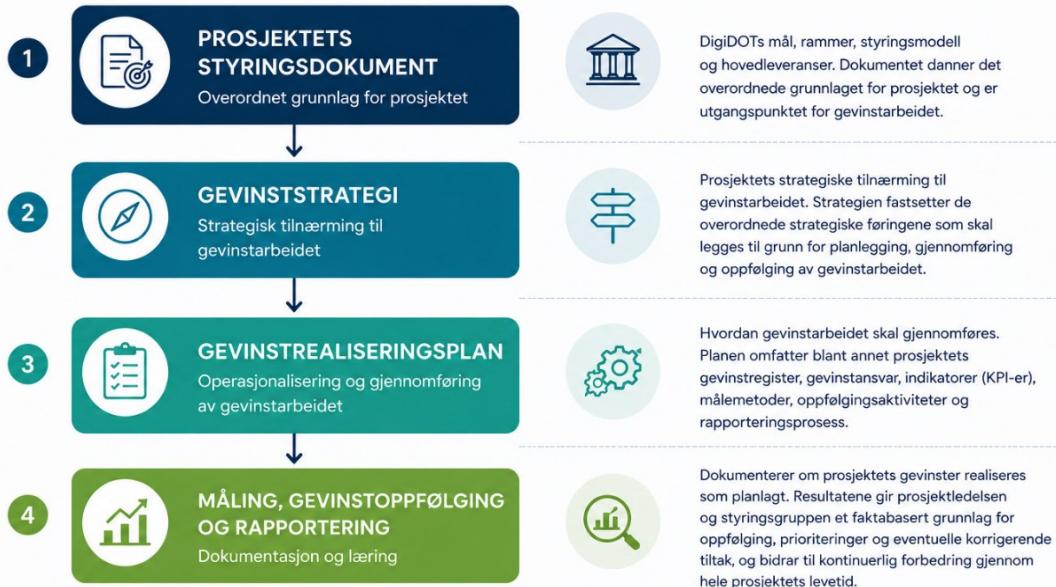 1
PROSJEKTETS
STYRINGSDOKUMENT
Overordnet grunnlag for prosjektet
DigiDOTs mål, rammer, styringsmodell
og hovedleveranser. Dokumentet danner det
overordnede grunnlaget for prosjektet og er
utgangspunktet for gevinstarbeidet.
2
GEVINSTSTRATEGI
Strategisk tilnærming til
gevinstarbeidet
Prosjektets strategiske tilnærming til
gevinstarbeidet. Strategien fastsetter de
overordnede strategiske føringene som skal
legges til grunn for planlegging, gjennomføring
og oppfølging av gevinstarbeidet.
3
GEVINSTREALISERINGSPLAN
Operasjonalisering og gjennomføring
av gevinstarbeidet
Hvordan gevinstarbeidet skal gjennomføres.
Planen omfatter blant annet prosjektets
gevinstregister, gevinstansvar, indikatorer (KPI-er),
målemetoder, oppfølgingsaktiviteter og
rapporteringsprosess.
4
MÅLING, GEVINSTOPPFØLGING
OG RAPPORTERING
Dokumentasjon og læring
Dokumenterer om prosjektets gevinster realiseres
som planlagt. Resultatene gir prosjektledelsen
og styringsgruppen et faktabasert grunnlag for
oppfølging, prioriteringer og eventuelle korrigerende
tiltak, og bidrar til kontinuerlig forbedring gjennom
hele prosjektets levetid.